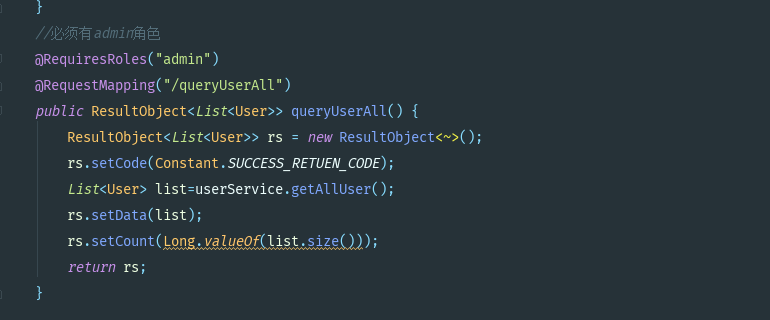 }
//必须有admin角色
@RequiresRoles("admin")
@RequestMapping("/queryUserAll")
public ResultObject<List<User>> queryUserAll() {
ResultObject<List<User>> rs = new ResultObject<~>();
rs.setCode(Constant.SUCCESS_RETUEN_CODE);
List<User> list=userService.getAllUser();
rs.setData(list);
rs.setCount(Long.valueOf(list.size()));
return rs;
}